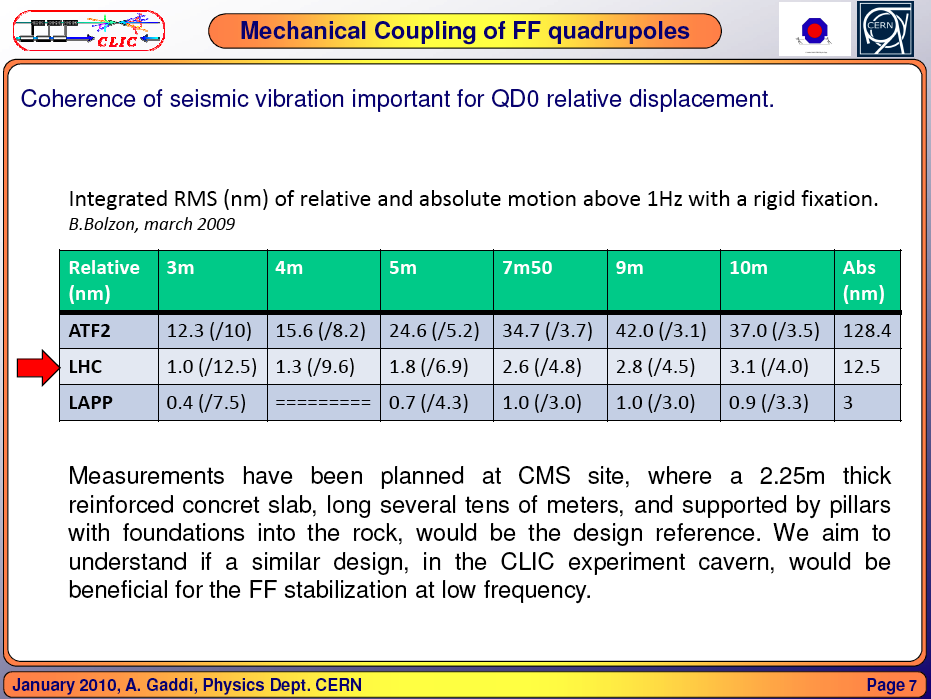 CLIC
Mechanical Coupling of FF quadrupoles
CERN
Coherence of seismic vibration important for QD0 relative displacement.
Integrated RMS (nm) of relative and absolute motion above 1Hz with a rigid fixation.
B.Bolzon, march 2009
Relative (nm) 3m 4m 5m 7m50 9m 10m Abs (nm)
ATF2 12.3 (/10) 15.6 (/8.2) 24.6 (/5.2) 34.7 (/3.7) 42.0 (/3.1) 37.0 (/3.5) 128.4
LHC 1.0 (/12.5) 1.3 (/9.6) 1.8 (/6.9) 2.6 (/4.8) 2.8 (/4.5) 3.1 (/4.0) 12.5
LAPP 0.4 (/7.5) ========= 0.7 (/4.3) 1.0 (/3.0) 1.0 (/3.0) 0.9 (/3.3) 3
Measurements have been planned at CMS site, where a 2.25m thick
reinforced concret slab, long several tens of meters, and supported by pillars
with foundations into the rock, would be the design reference. We aim to
understand if a similar design, in the CLIC experiment cavern, would be
beneficial for the FF stabilization at low frequency.
January 2010, A. Gaddi, Physics Dept. CERN
Page 7